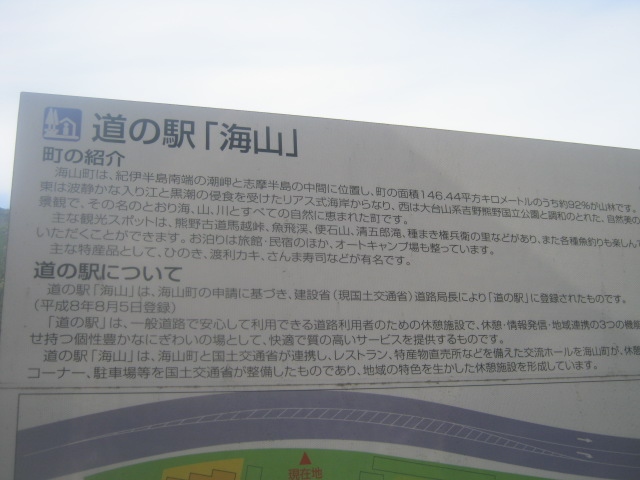 道の駅「海山」
町の紹介
海山町は、紀伊半島南端の潮岬と志摩半島の中間に位置し、町の面積146.44平方キロメートルのうち約92%が山林です。
東は波静かな入り江と黒潮の侵食を受けたリアス式海岸からなり、西は大台山系吉野熊野国立公園と調和のとれた、自然美の
景観で、その名のとおり海、山、川とすべての自然に恵まれた町です。
主な観光スポットは、熊野古道馬越峠、魚飛渓、便石山、清五郎滝、種まき権兵衛の里などがあり、また各種魚釣りも楽しんで
いただくことができます。お泊りは旅館・民宿のほか、オートキャンプ場も整っています。
主な特産品として、ひのき、渡利カキ、さんま寿司などが有名です。
道の駅について
道の駅「海山」は、海山町の申請に基づき、建設省(現国土交通省)道路局長により「道の駅」に登録されたものです。
(平成8年8月5日登録)
「道の駅」は、一般道路で安心して利用できる道路利用者のための休憩施設で、休憩・情報発信・地域連携の3つの機能
せ持つ個性豊かなにぎわいの場として、快適で質の高いサービスを提供するものです。
道の駅「海山」は、海山町と国土交通省が連携し、レストラン、特産物直売所などを備えた交流ホールを海山町が、休憩
コーナー、駐車場等を国土交通省が整備したものであり、地域の特色を生かした休憩施設を形成しています。
現在地